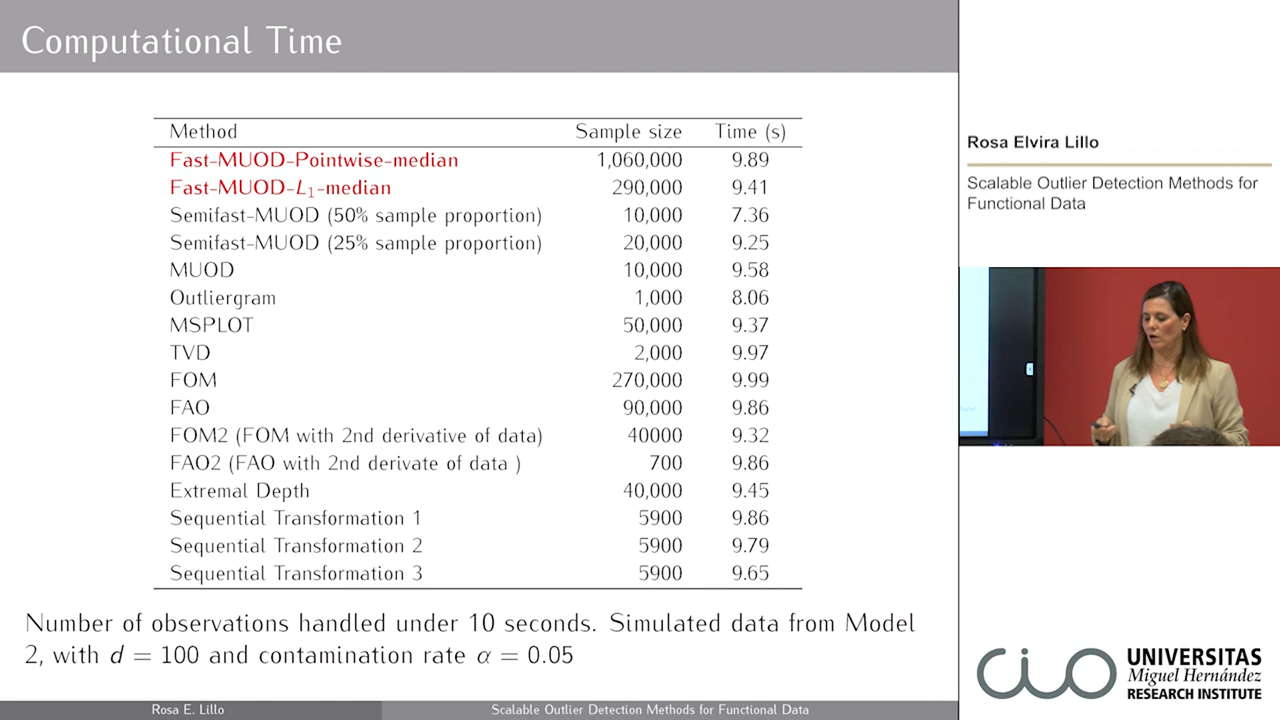 Computational Time
Method Sample size Time (s)
Fast-MUOD-Pointwise-median 1,060,000 9.89
Fast-MUOD-L₁-median 290,000 9.41
Semifast-MUOD (50% sample proportion) 10,000 7.36
Semifast-MUOD (25% sample proportion) 20,000 9.25
MUOD 10,000 9.58
Outliergram 1,000 8.06
MSPLOT 50,000 9.37
TVD 2,000 9.97
FOM 270,000 9.99
FAO 90,000 9.86
FOM2 (FOM with 2nd derivative of data) 40000 9.32
FAO2 (FAO with 2nd derivate of data ) 700 9.86
Extremal Depth 40,000 9.45
Sequential Transformation 1 5900 9.86
Sequential Transformation 2 5900 9.79
Sequential Transformation 3 5900 9.65
Number of observations handled under 10 seconds. Simulated data from Model
2, with d = 100 and contamination rate α = 0.05
Rosa E. Lillo Scalable Outlier Detection Methods for Functional Data
Rosa Elvira Lillo
Scalable Outlier Detection Methods for
Functional Data
cio
UNIVERSITAS
Miguel Hernández
RESEARCH INSTITUTE